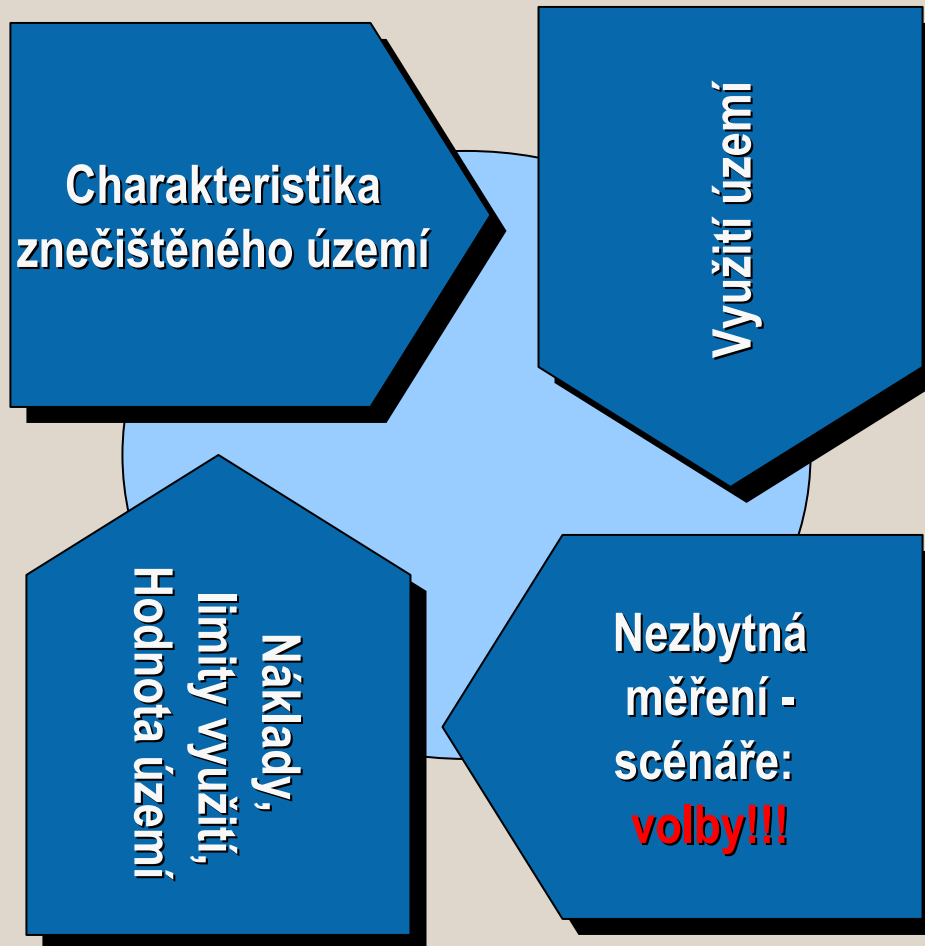 Charakteristika
znečištěného území
Využití území
Nezbytná
měření -
scénáře:
volby!!!
Náklady,
limity využití,
Hodnota území